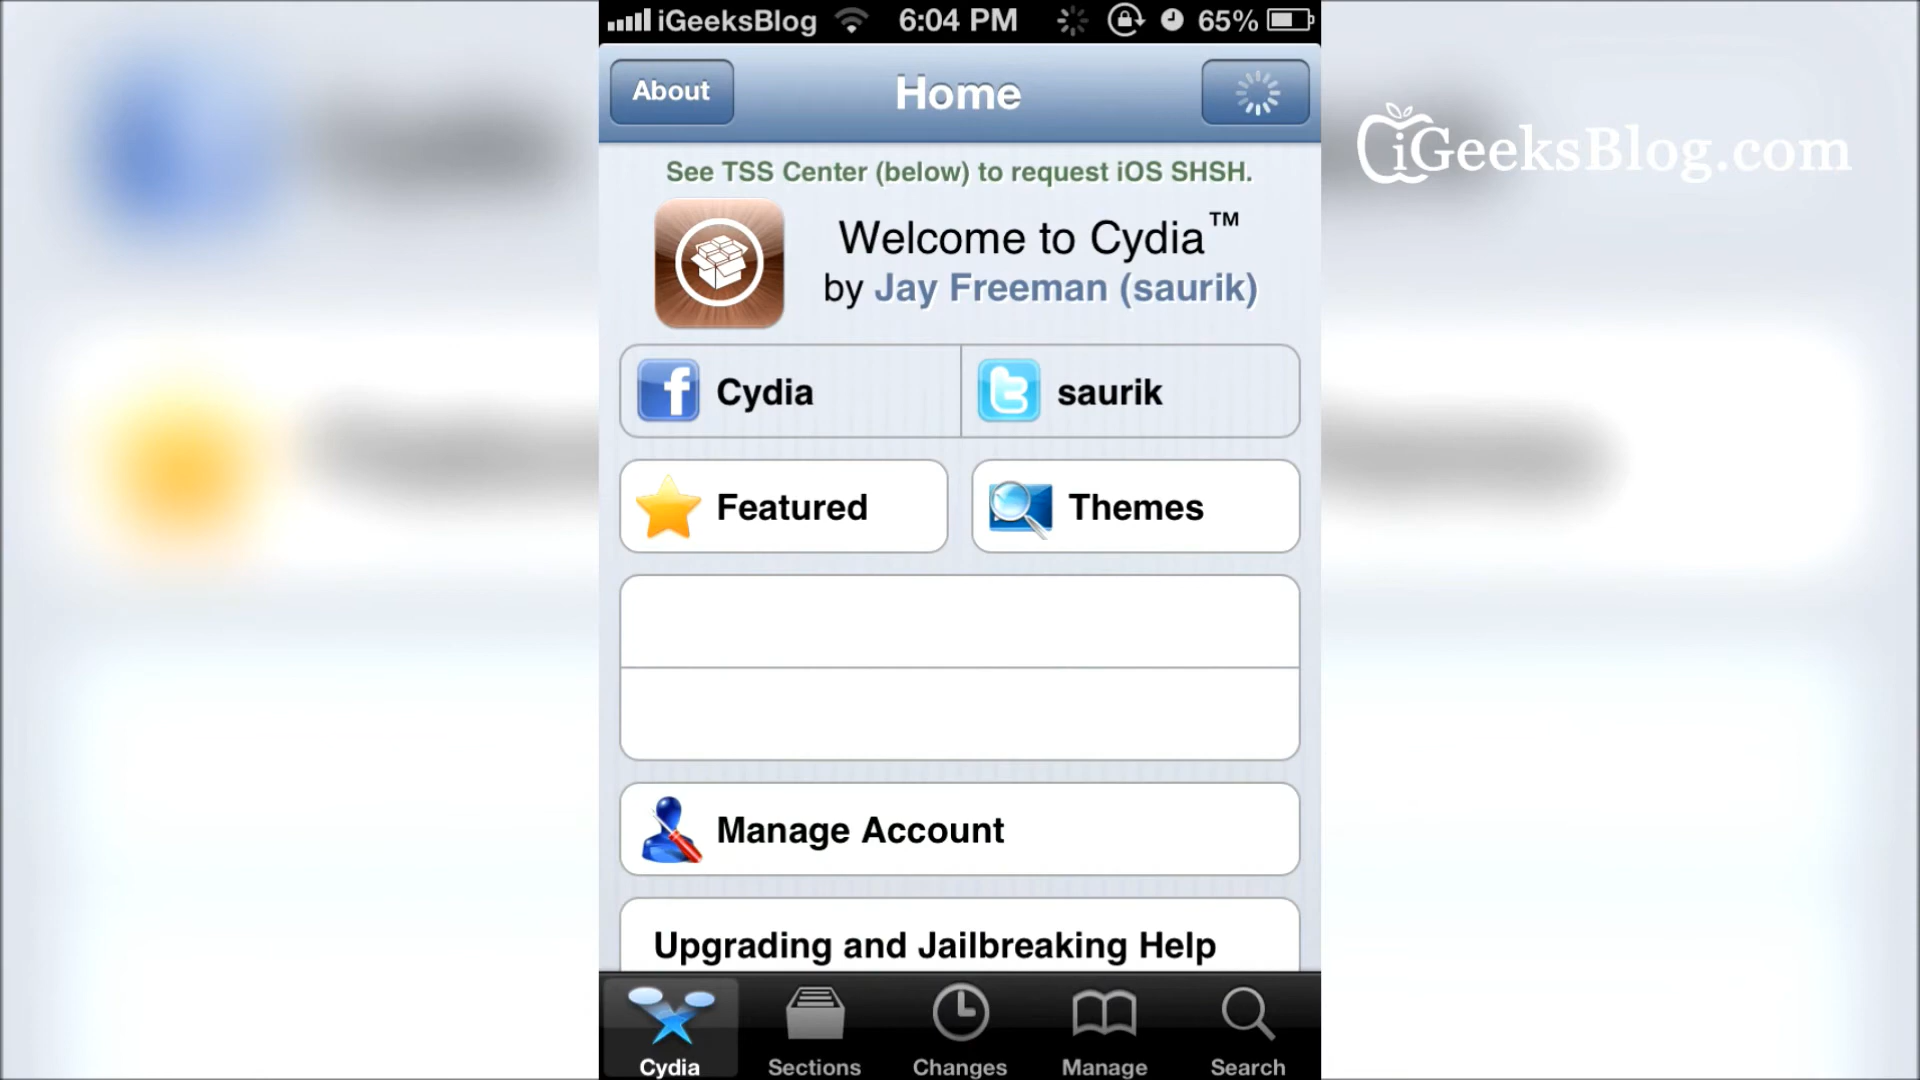 iGeeksBlog 6:04 PM 65%
About Home
iGeeksBlog.com
See TSS Center (below) to request iOS SHSH.
Welcome to Cydia™
by Jay Freeman (saurik)
Cydia saurik
Featured Themes
Manage Account
Upgrading and Jailbreaking Help
Cydia Sections Changes Manage Search